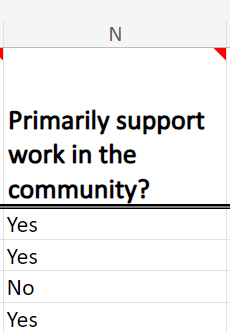 N
Primarily support
work in the
community?
Yes
Yes
No
Yes